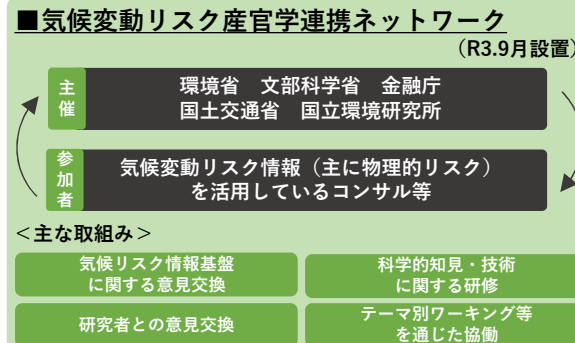 ■気候変動リスク産官学連携ネットワーク
（R3.9月設置）
主催
環境省　文部科学省　金融庁
国土交通省　国立環境研究所
参加者
気候変動リスク情報（主に物理的リスク）
を活用しているコンサル等
＜主な取組み＞
気候リスク情報基盤
に関する意見交換
科学的知見・技術
に関する研修
研究者との意見交換
テーマ別ワーキング等
を通じた協働